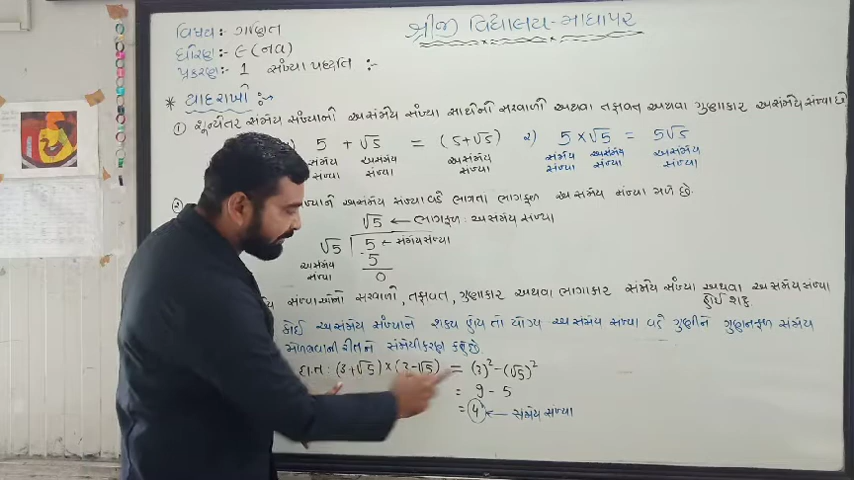 શ્રીજી વિદ્યાલય-માધાપર
વિષય:- ગણિત
ધોરણ:- ૯ (નવ)
પ્રકરણ:- 1 સંખ્યા પદ્ધતિ :-
* યાદરાખો :-
① શૂન્યેતર સંમેય સંખ્યાનો અસંમેય સંખ્યા સાથેનો સરવાળો અથવા તફાવત અથવા ગુણાકાર અસંમેય સંખ્યા છે
5 + √5 = (5+√5) ૨) 5 × √5 = 5√5
સંમેય સંખ્યા અસંમેય સંખ્યા અસંમેય સંખ્યા સંમેય સંખ્યા અસંમેય સંખ્યા અસંમેય સંખ્યા
② સંખ્યાને અસંમેય સંખ્યા વડે ભાગતા ભાગફળ અસંમેય સંખ્યા મળે છે.
√5 ← ભાગફળ : અસંમેય સંખ્યા
√5 5 ← સંમેય સંખ્યા
અસંમેય સંખ્યા 5
0
સંખ્યાઓનો સરવાળો, તફાવત, ગુણાકાર અથવા ભાગાકાર સંમેય સંખ્યા અથવા અસંમેય સંખ્યા
હોઈ શકે
કોઈ અસંમેય સંખ્યાને શક્ય હોય તો યોગ્ય અસંમેય સંખ્યા વડે ગુણીને ગુણનફળ સંમેય
મેળવવાની રીતને સંમેયીકરણ કહે છે.
દા.ત : (3+√5) × (3-√5) = (3)² - (√5)²
= 9 - 5
= 4 ← સંમેય સંખ્યા